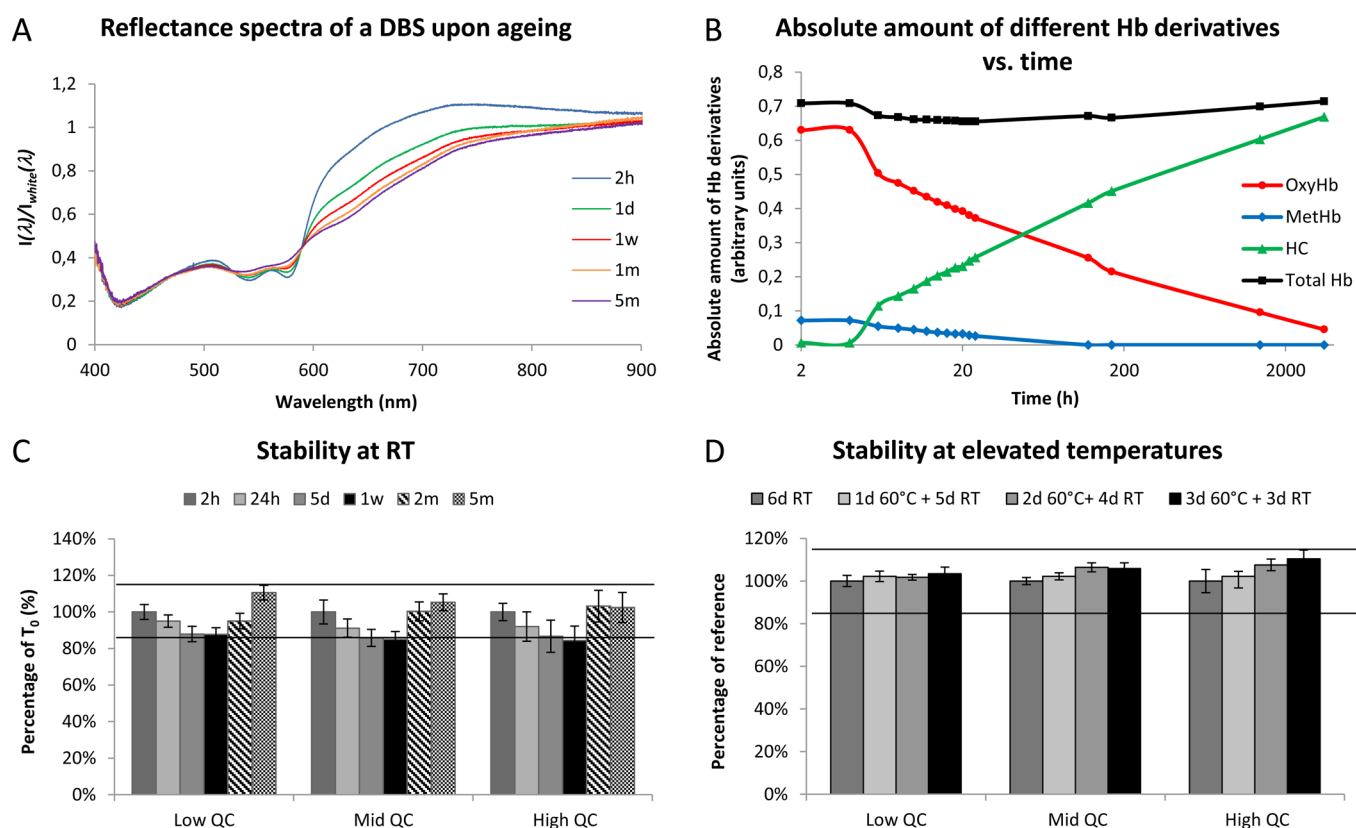 A
Reflectance spectra of a DBS upon ageing
I(λ)/I_white(λ)
1,2
1
0,8
0,6
0,4
0,2
0
400 500 600 700 800 900
Wavelength (nm)
2h
1d
1w
1m
5m
B
Absolute amount of different Hb derivatives
vs. time
Absolute amount of Hb derivatives
(arbitrary units)
0,8
0,7
0,6
0,5
0,4
0,3
0,2
0,1
0
2 20 200 2000
Time (h)
OxyHb
MetHb
HC
Total Hb
C
Stability at RT
2h 24h 5d 1w 2m 5m
Percentage of T₀ (%)
140%
120%
100%
80%
60%
40%
20%
0%
Low QC Mid QC High QC
D
Stability at elevated temperatures
6d RT 1d 60°C + 5d RT 2d 60°C+ 4d RT 3d 60°C + 3d RT
Percentage of reference
120%
100%
80%
60%
40%
20%
0%
Low QC Mid QC High QC